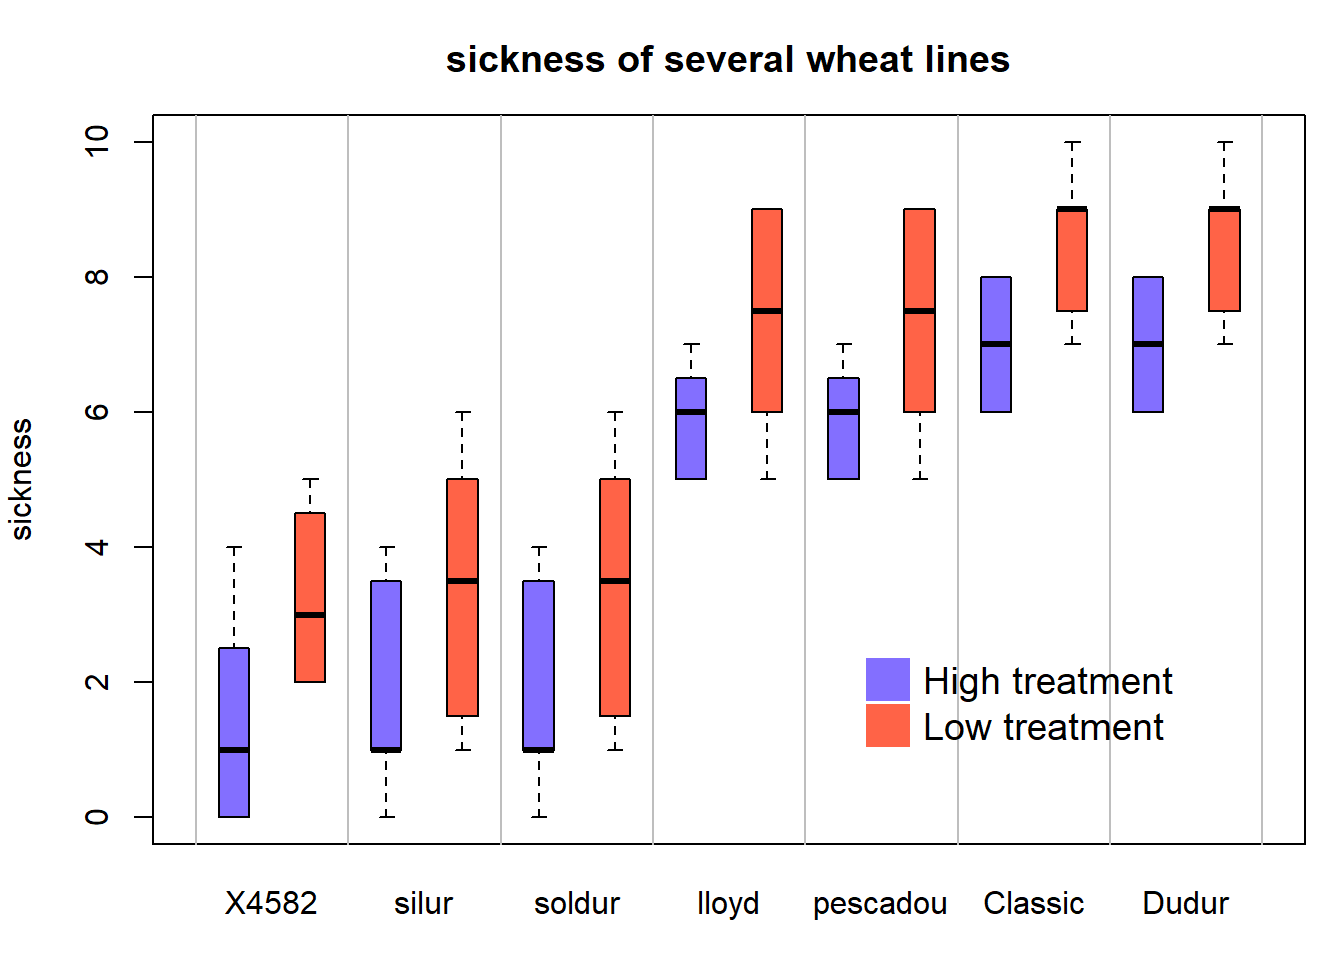 sickness of several wheat lines
sickness
10
8
6
4
2
0
High treatment
Low treatment
X4582 silur soldur lloyd pescadou Classic Dudur